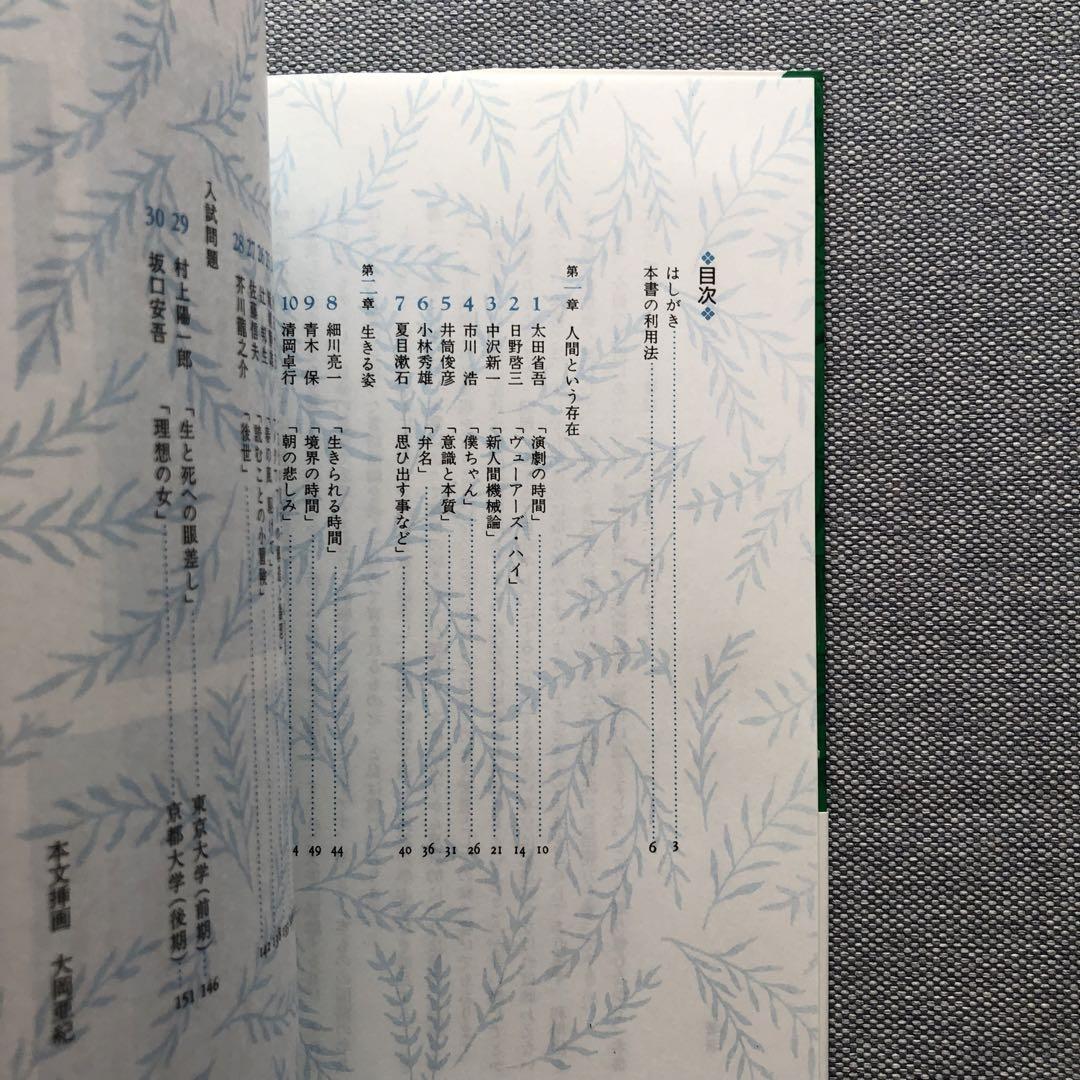 目次
はしがき 3
本書の利用法 6
第一章 人間という存在
1 太田省吾 「演劇の時間」 10
2 日野啓三 「ヴューアーズ・ハイ」 14
3 中沢新一 「新人間機械論」 21
4 市川 浩 「僕ちゃん」 26
5 井筒俊彦 「意識と本質」 31
6 小林秀雄 「弁名」 36
7 夏目漱石 「思ひ出す事など」 40
第二章 生きる姿
8 細川亮一 「生きられる時間」 44
9 青木 保 「境界の時間」 49
10 清岡卓行 「朝の悲しみ」
27 佐藤信夫 「読むことの小冒険」
28 芥川龍之介 「後世」 142
入試問題
29 村上陽一郎 「生と死への眼差し」 東京大学(前期) 146
30 坂口安吾 「理想の女」 京都大学(後期) 151
本文挿画 大岡亜紀